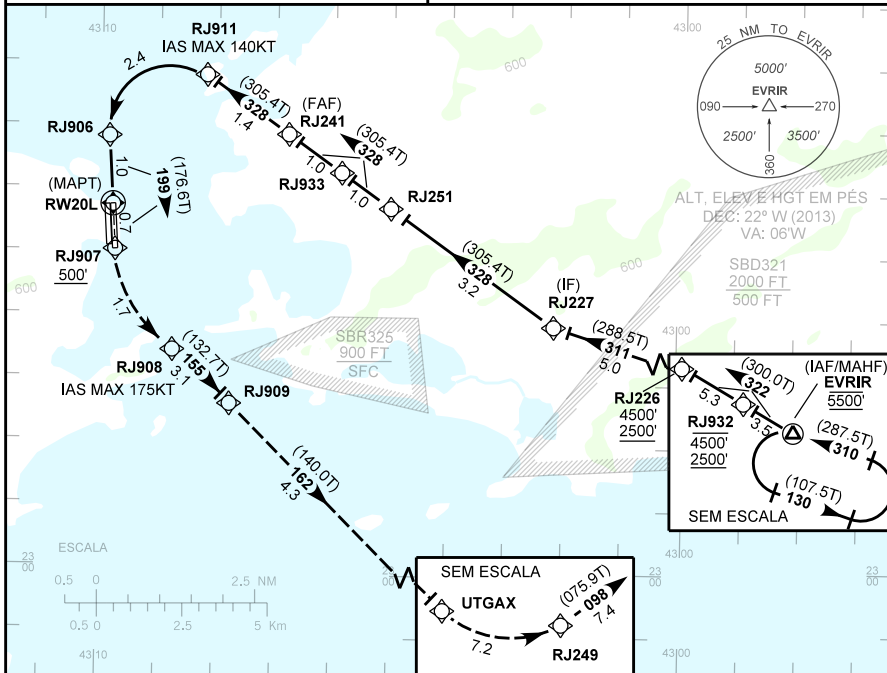 43 10
43 00
RJ911
IAS MAX 140KT
2.4
RJ906
(305.4T)
328
1.4
(FAF)
RJ241
(305.4T)
328
1.0
RJ933
1.0
RJ251
600
25 NM TO EVRIR
5000'
EVRIR
090
270
2500'
3500'
360
ALT, ELEV E HGT EM PÉS
DEC: 22º W (2013)
VA: 06'W
1.0
(176.6T)
199
(MAPT)
RW20L
0.7
RJ907
500'
600
1.7
(305.4T)
328
3.2
600
(IF)
RJ227
SBD321
2000 FT
500 FT
(288.5T)
311
5.0
43 00
SBR325
900 FT
SFC
RJ908
IAS MAX 175KT
(132.7T)
155
3.1
RJ909
RJ226
4500'
2500'
5.3
(300.0T)
322
RJ932
4500'
2500'
3.5
(IAF/MAHF)
EVRIR
5500'
(287.5T)
310
(107.5T)
130
SEM ESCALA
(140.0T)
162
4.3
ESCALA
0.5 0 2.5 NM
0.5 0 2.5 5 Km
23
00
43 00
23
00
23
00
SEM ESCALA
UTGAX
7.2
RJ249
(075.9T)
098
7.4
43 10
43 00